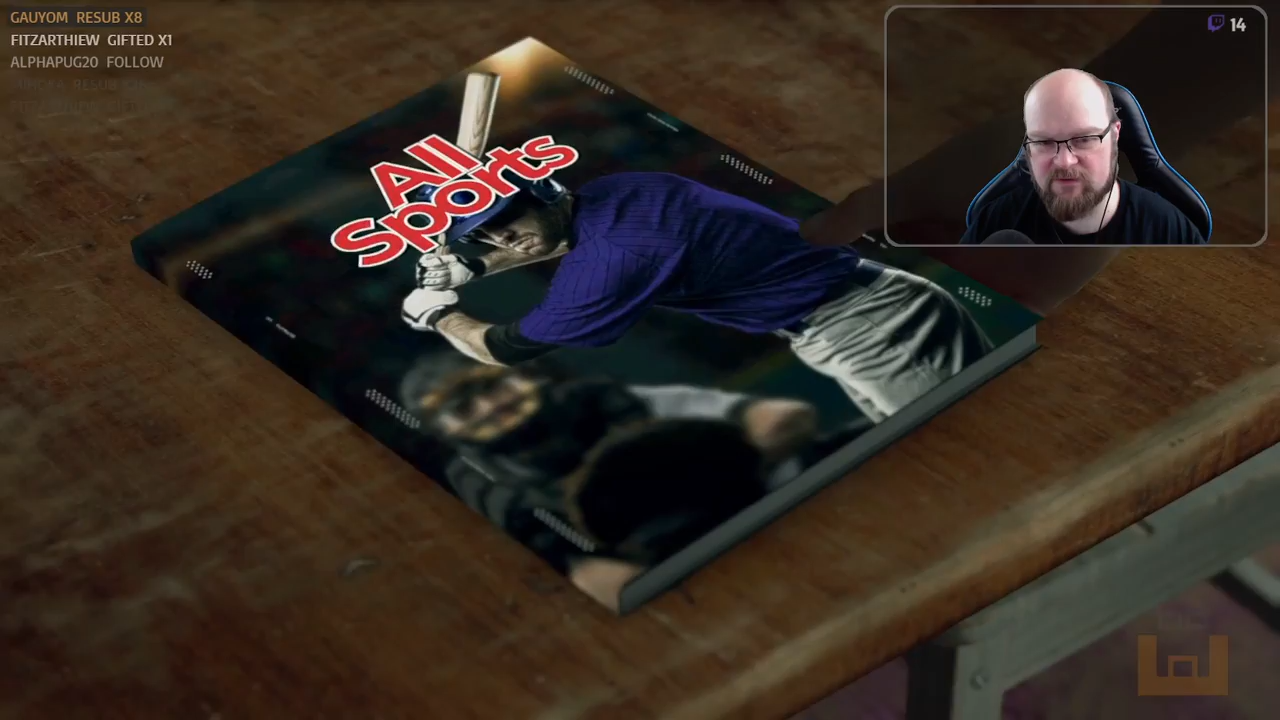 GAUYOM RESUB X8
FITZARTHIEW GIFTED X1
ALPHAPUG20 FOLLOW
14
All
Sports